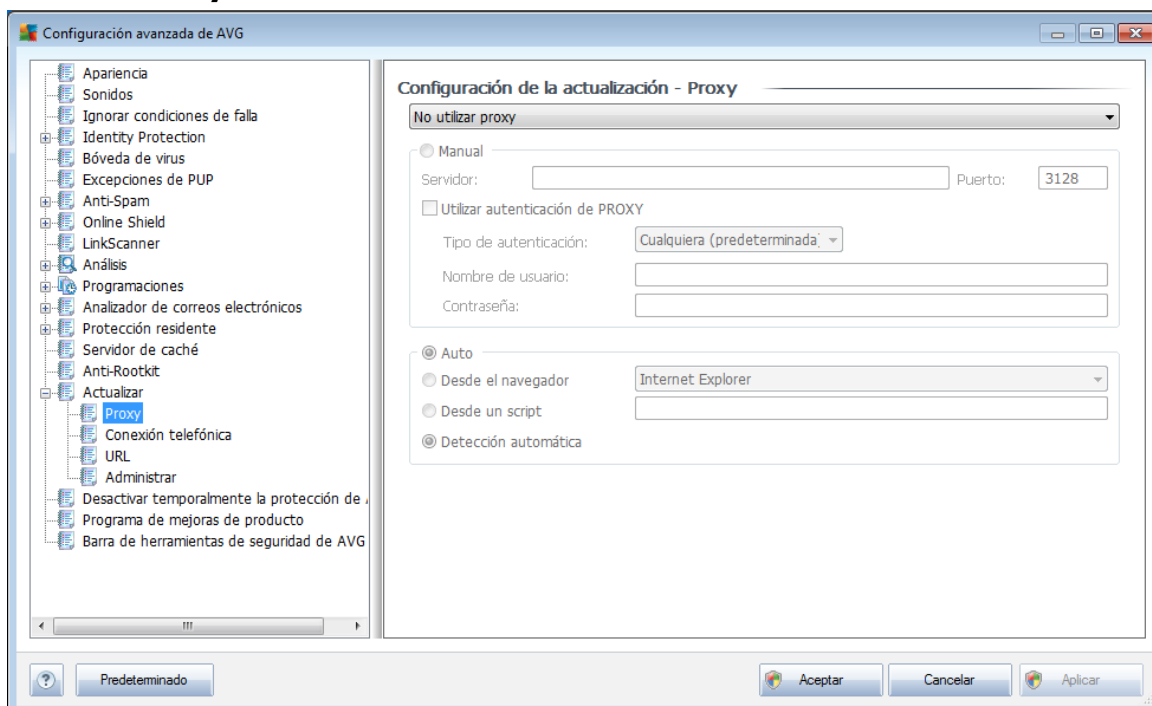 Configuración avanzada de AVG
Apariencia
Sonidos
Ignorar condiciones de falla
Identity Protection
Bóveda de virus
Excepciones de PUP
Anti-Spam
Online Shield
LinkScanner
Análisis
Programaciones
Analizador de correos electrónicos
Protección residente
Servidor de caché
Anti-Rootkit
Actualizar
Proxy
Conexión telefónica
URL
Administrar
Desactivar temporalmente la protección de
Programa de mejoras de producto
Barra de herramientas de seguridad de AVG
Configuración de la actualización - Proxy
No utilizar proxy
Manual
Servidor:
Puerto: 3128
Utilizar autenticación de PROXY
Tipo de autenticación: Cualquiera (predeterminada)
Nombre de usuario:
Contraseña:
Auto
Desde el navegador Internet Explorer
Desde un script
Detección automática
? Predeterminado Aceptar Cancelar Aplicar